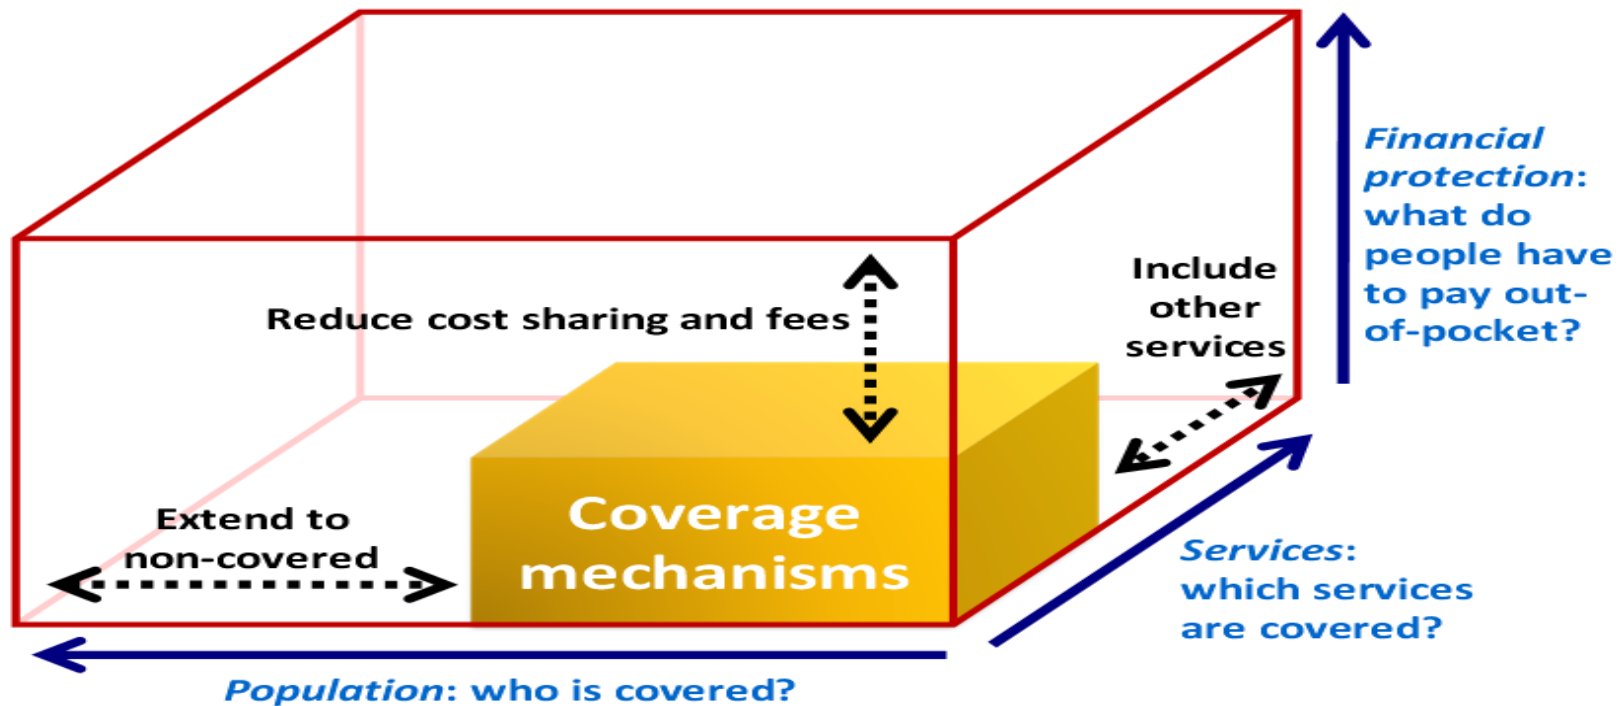 Financial
protection:
what do
people have
to pay out-
of-pocket?
Include
other
services
Reduce cost sharing and fees
Extend to
non-covered
Coverage
mechanisms
Services:
which services
are covered?
Population: who is covered?